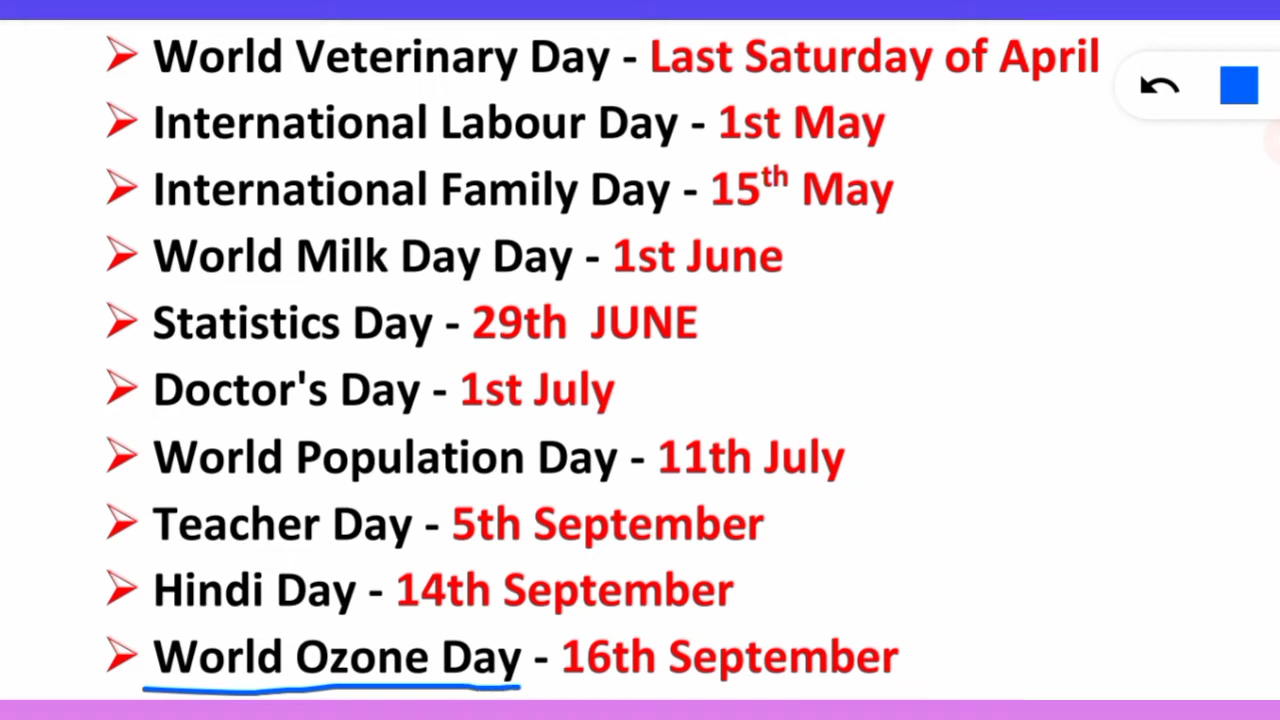 World Veterinary Day - Last Saturday of April
International Labour Day - 1st May
International Family Day - 15th May
World Milk Day Day - 1st June
Statistics Day - 29th JUNE
Doctor's Day - 1st July
World Population Day - 11th July
Teacher Day - 5th September
Hindi Day - 14th September
World Ozone Day - 16th September